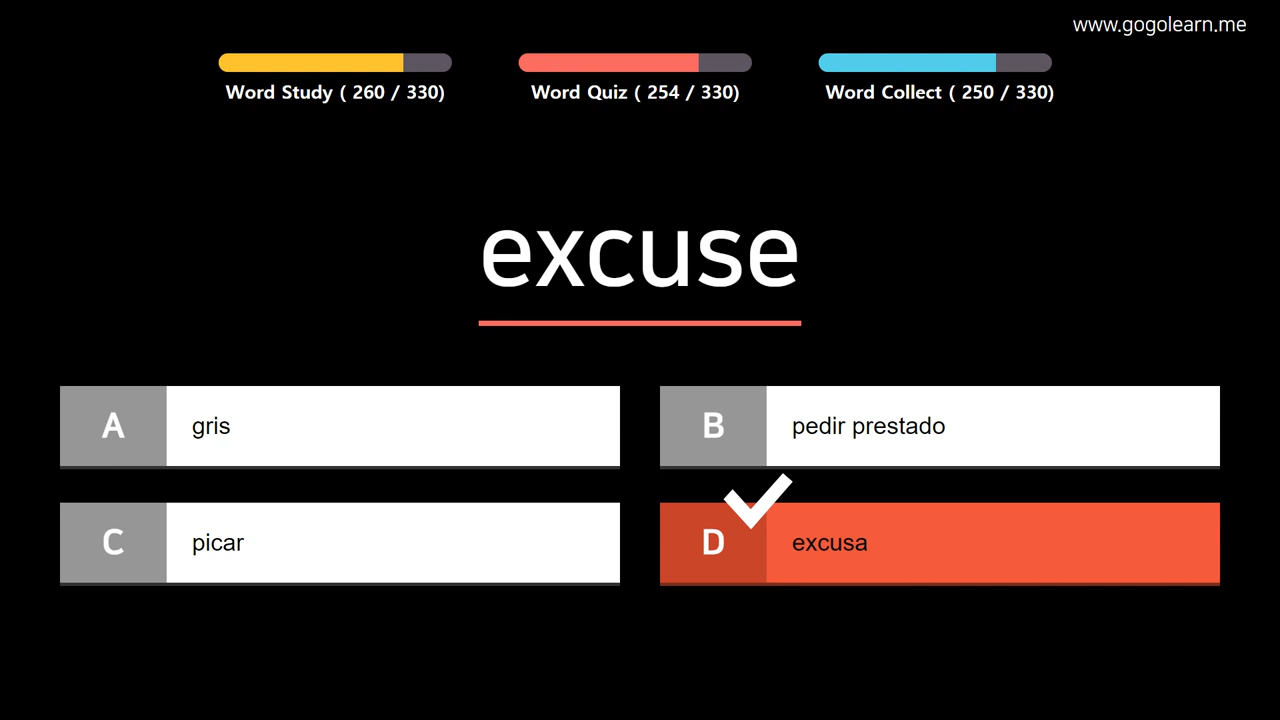 www.gogolearn.me
Word Study ( 260 / 330)
Word Quiz ( 254 / 330)
Word Collect ( 250 / 330)
excuse
A gris
B pedir prestado
C picar
D excusa